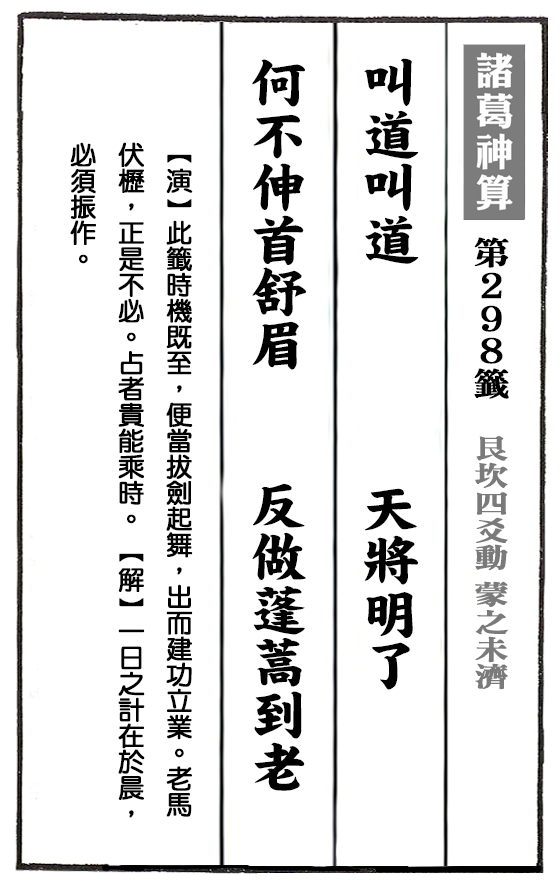 諸葛神算 第298籤 艮坎四爻動 蒙之未濟
叫道叫道 天將明了
何不伸首舒眉 反做蓬蒿到老
【演】此籤時機既至，便當拔劍起舞，出而建功立業。老馬
伏櫪，正是不必。占者貴能乘時。【解】一日之計在於晨，
必須振作。